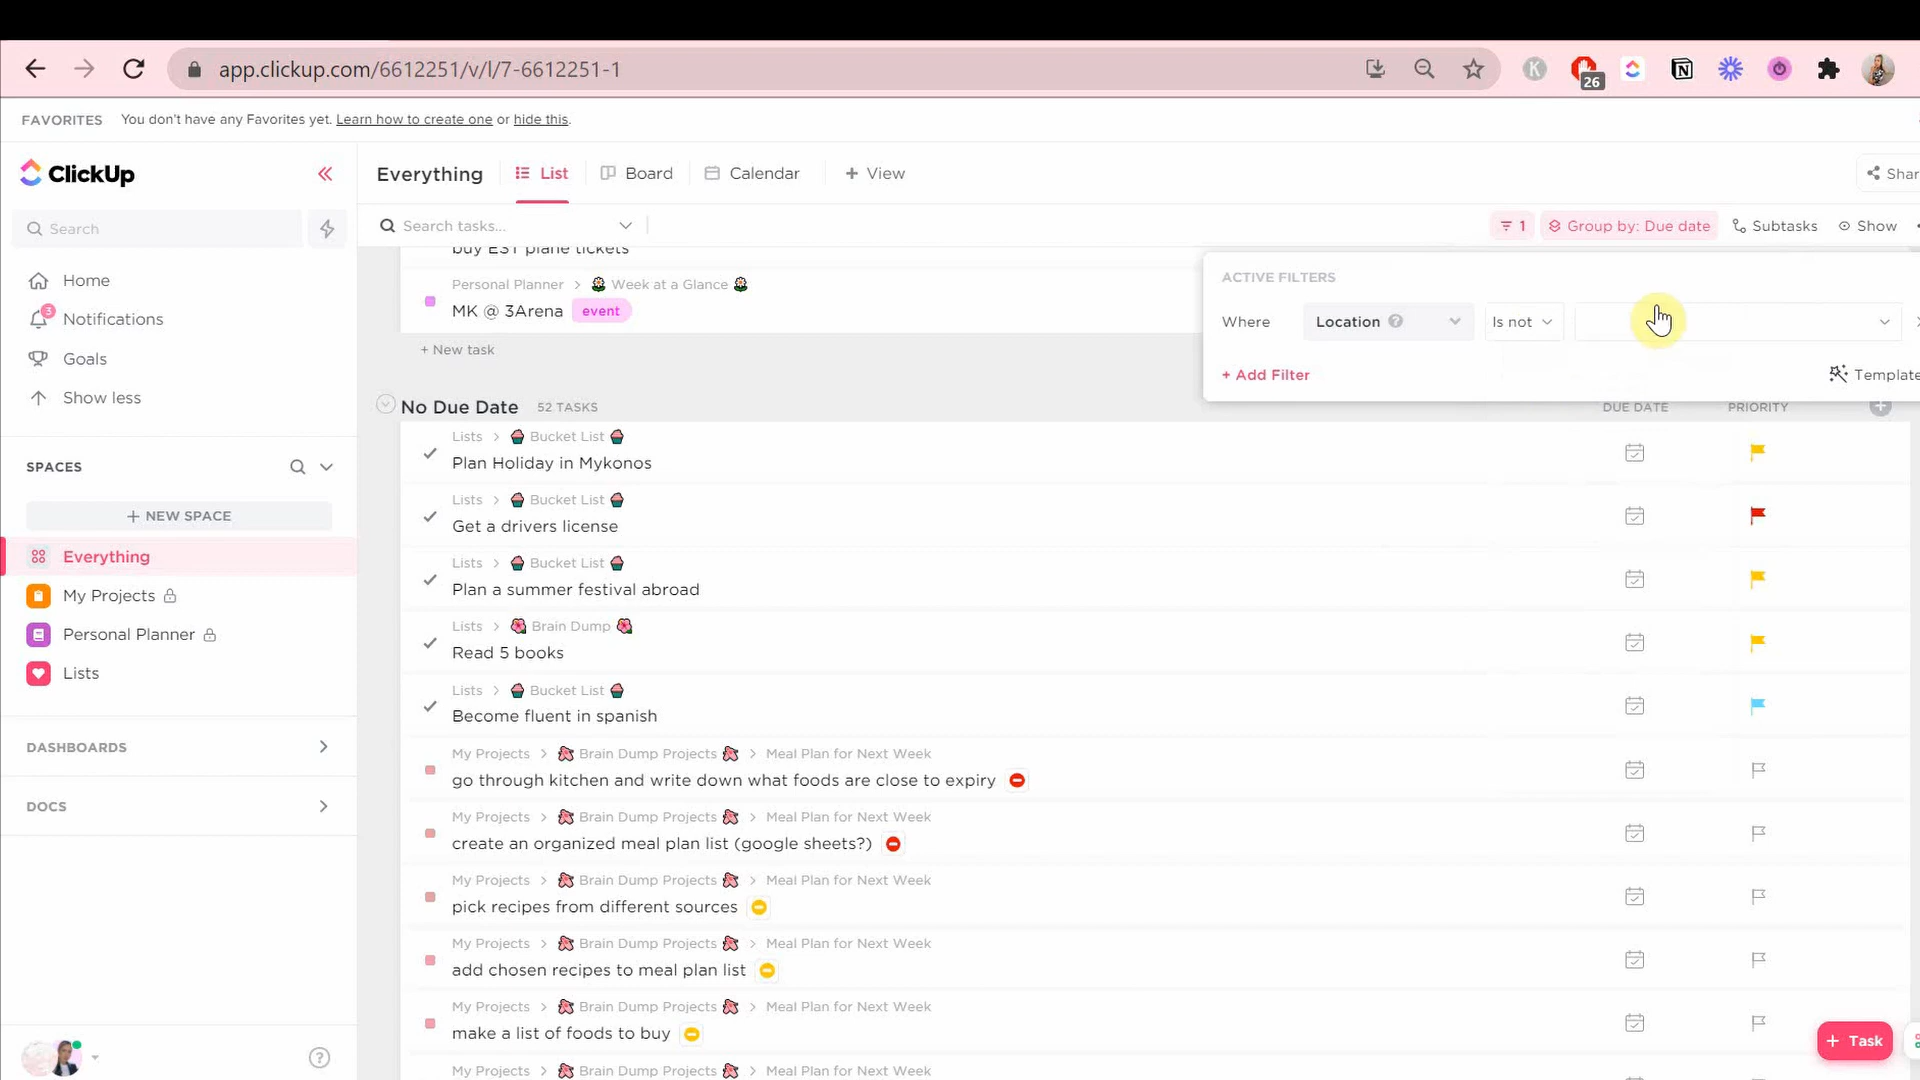 app.clickup.com/6612251/v/l/7-6612251-1
K
26
FAVORITES You don't have any Favorites yet. Learn how to create one or hide this.
ClickUp
Search
Home
3
Notifications
Goals
Show less
SPACES
+ NEW SPACE
Everything
My Projects
Personal Planner
Lists
DASHBOARDS
DOCS
Everything List Board Calendar + View
Shar
Search tasks...
1 Group by: Due date Subtasks Show
buy EST plane tickets
Personal Planner > Week at a Glance
MK @ 3Arena event
+ New task
ACTIVE FILTERS
Where Location Is not
+ Add Filter Template
No Due Date 52 TASKS DUE DATE PRIORITY
Lists > Bucket List
Plan Holiday in Mykonos
Lists > Bucket List
Get a drivers license
Lists > Bucket List
Plan a summer festival abroad
Lists > Brain Dump
Read 5 books
Lists > Bucket List
Become fluent in spanish
My Projects > Brain Dump Projects > Meal Plan for Next Week
go through kitchen and write down what foods are close to expiry
My Projects > Brain Dump Projects > Meal Plan for Next Week
create an organized meal plan list (google sheets?)
My Projects > Brain Dump Projects > Meal Plan for Next Week
pick recipes from different sources
My Projects > Brain Dump Projects > Meal Plan for Next Week
add chosen recipes to meal plan list
My Projects > Brain Dump Projects > Meal Plan for Next Week
make a list of foods to buy
My Projects > Brain Dump Projects > Meal Plan for Next Week
+ Task